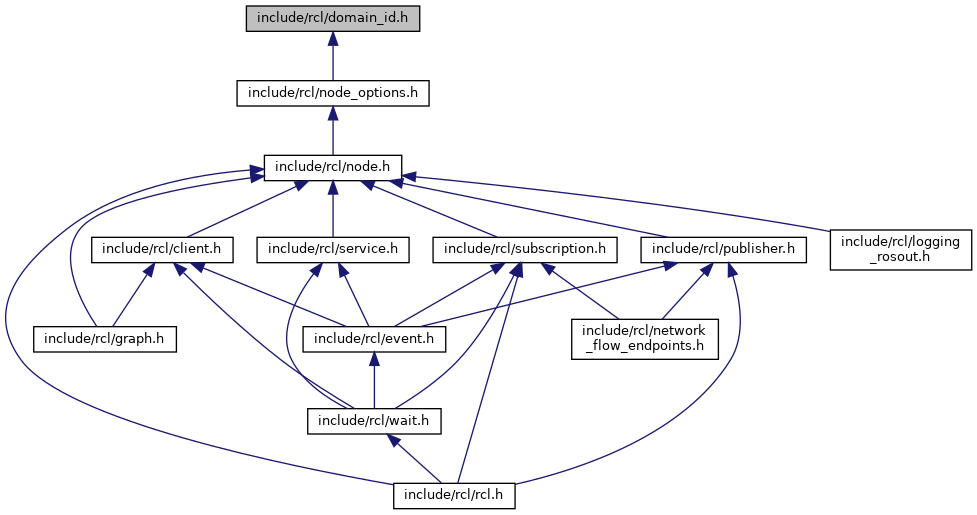 include/rcl/domain_id.h
include/rcl/node_options.h
include/rcl/node.h
include/rcl/client.h
include/rcl/service.h
include/rcl/subscription.h
include/rcl/publisher.h
include/rcl/logging
_rosout.h
include/rcl/graph.h
include/rcl/event.h
include/rcl/network
_flow_endpoints.h
include/rcl/wait.h
include/rcl/rcl.h